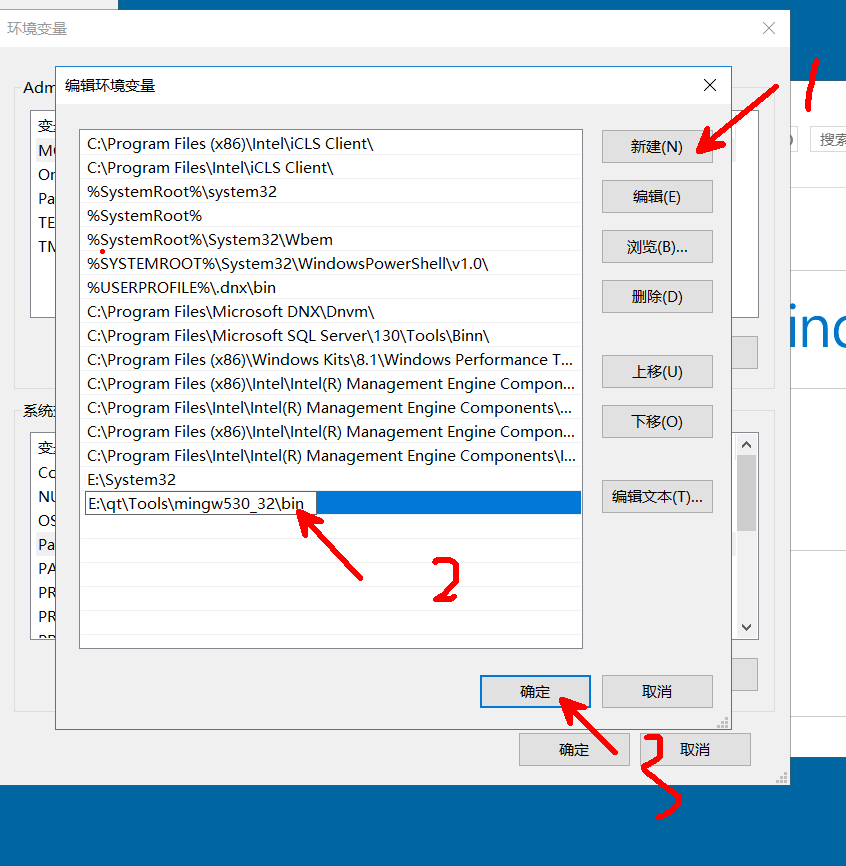 环境变量
Adm
编辑环境变量
1
变
M
On
Pa
TE
TM
C:\Program Files (x86)\Intel\iCLS Client\
C:\Program Files\Intel\iCLS Client\
%SystemRoot%\system32
%SystemRoot%
%SystemRoot%\System32\Wbem
%SYSTEMROOT%\System32\WindowsPowerShell\v1.0\
%USERPROFILE%\.dnx\bin
C:\Program Files\Microsoft DNX\Dnvm\
C:\Program Files\Microsoft SQL Server\130\Tools\Binn\
C:\Program Files (x86)\Windows Kits\8.1\Windows Performance T...
C:\Program Files (x86)\Intel\Intel(R) Management Engine Compon...
C:\Program Files\Intel\Intel(R) Management Engine Components\...
C:\Program Files (x86)\Intel\Intel(R) Management Engine Compon...
C:\Program Files\Intel\Intel(R) Management Engine Components\I...
E:\System32
E:\qt\Tools\mingw530_32\bin
2
新建(N)
编辑(E)
浏览(B)...
删除(D)
上移(U)
下移(O)
编辑文本(T)...
搜索
indo
系统
变
Co
NU
OS
Pa
PA
PR
PR
确定
取消
确定
取消
3